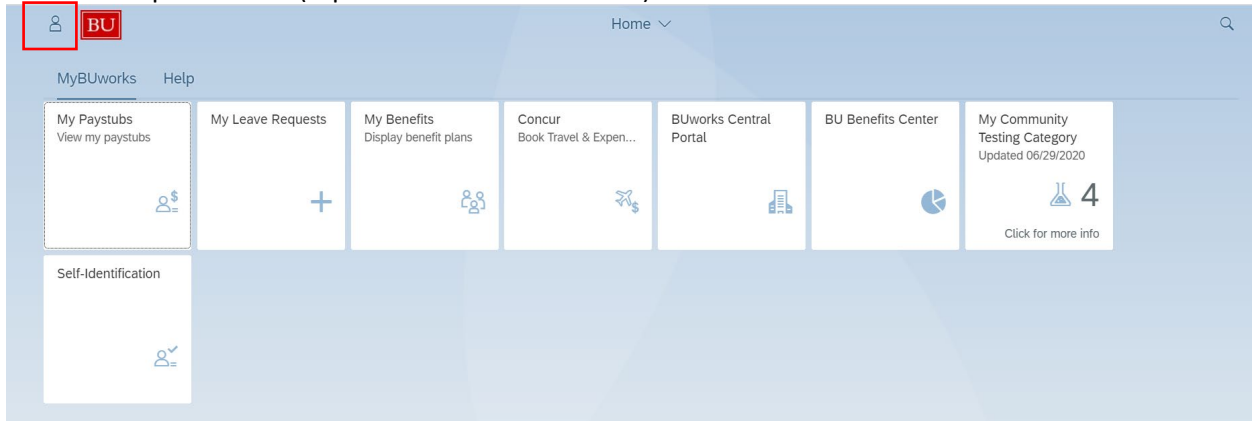 BU
Home
MyBUworks Help
My Paystubs
View my paystubs
My Leave Requests
My Benefits
Display benefit plans
Concur
Book Travel & Expen...
BUworks Central
Portal
BU Benefits Center
My Community
Testing Category
Updated 06/29/2020
4
Click for more info
Self-Identification